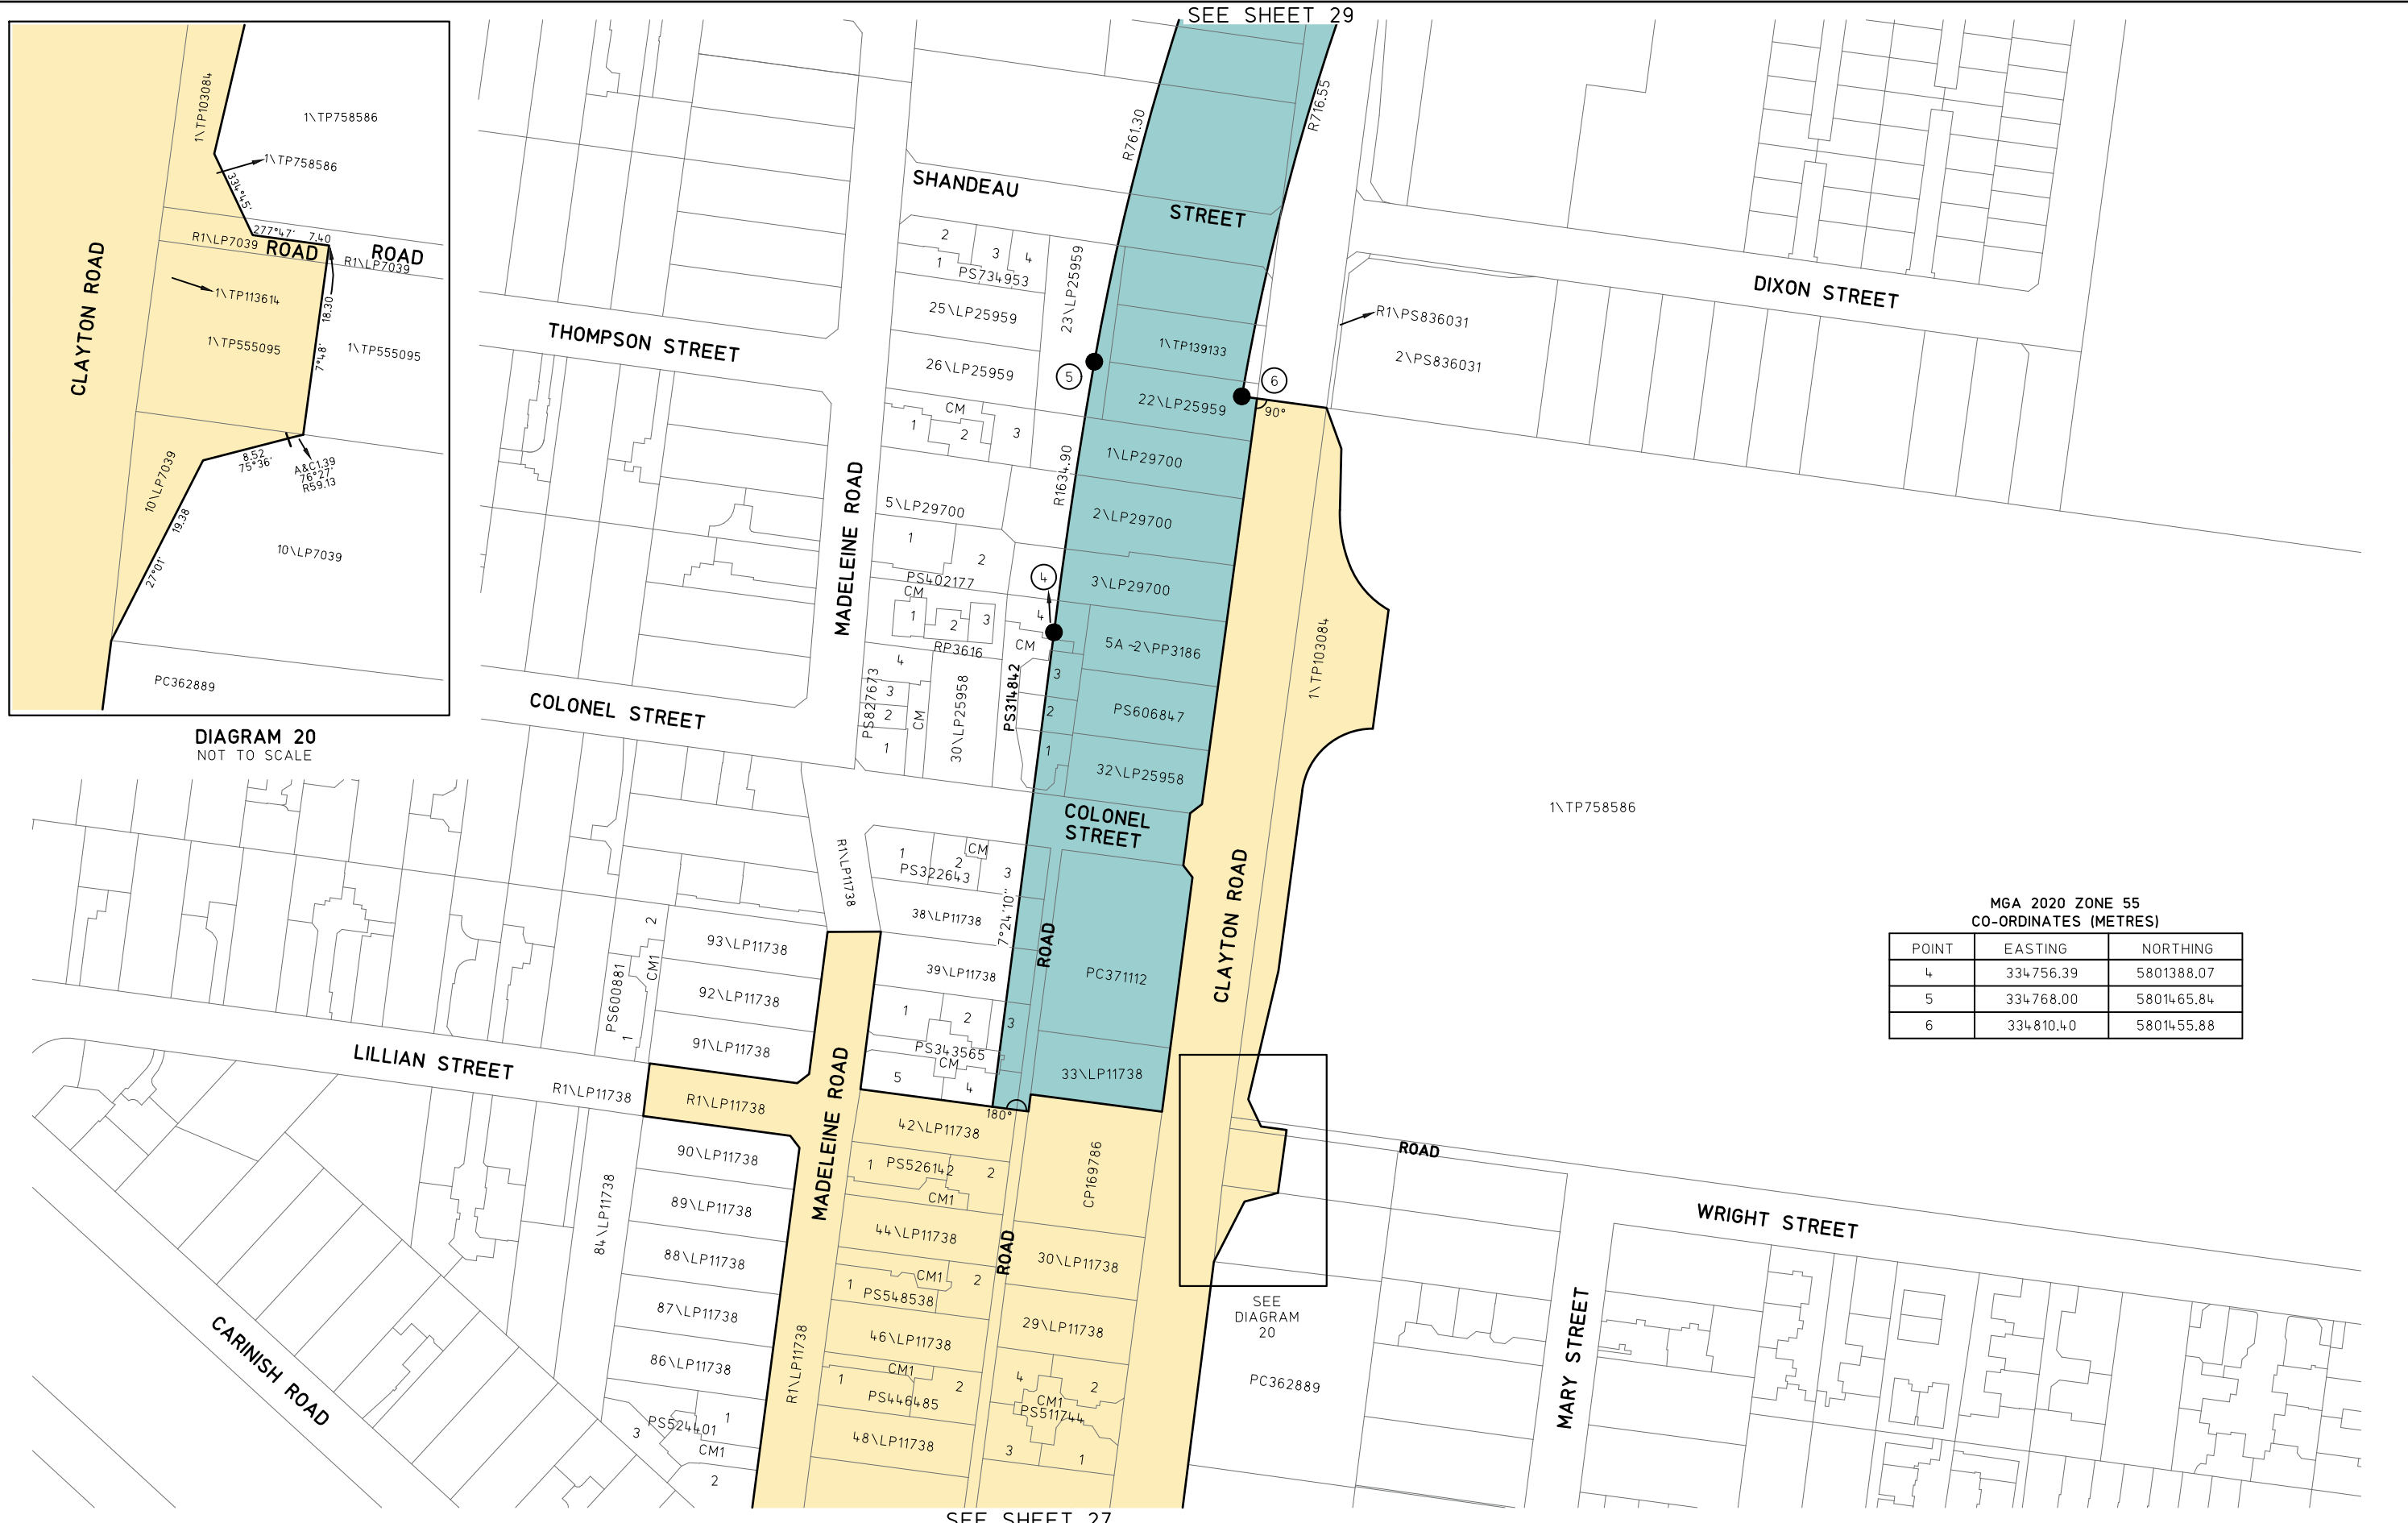 SEE SHEET 29
1\TP103084
1\TP758586
1\TP758586
334°45'
277°47' 7.40
R1\LP7039
ROAD
ROAD
R1\LP7039
CLAYTON ROAD
1\TP113614
18.30
7°48'
1\TP555095
1\TP555095
8.52
75°36'
A&C1.39
76°27'
R59.13
10\LP7039
19.38
27°01'
10\LP7039
PC362889
DIAGRAM 20
NOT TO SCALE
R761.30
R716.55
SHANDEAU
STREET
2
3
4
1
PS734953
23\LP25959
25\LP25959
26\LP25959
THOMPSON STREET
DIXON STREET
R1\PS836031
2\PS836031
1\TP139133
5
6
22\LP25959
90°
CM
1
2
3
R1634.90
1\LP29700
MADELEINE ROAD
5\LP29700
2\LP29700
1
2
PS402177
4
3\LP29700
CM
1
2
3
RP3616
4
CM
5A~2\PP3186
1\TP103084
4
3
2
1
PS827673
CM
30\LP25958
PS314842
3
2
1
PS606847
32\LP25958
COLONEL STREET
COLONEL
STREET
1\TP758586
R1\LP11738
1
2
CM
3
PS322643
38\LP11738
7°24'10"
ROAD
39\LP11738
PC371112
CLAYTON ROAD
MGA 2020 ZONE 55
CO-ORDINATES (METRES)
POINT EASTING NORTHING
4 334756.39 5801388.07
5 334768.00 5801465.84
6 334810.40 5801455.88
2
CM1
PS600881
1
93\LP11738
92\LP11738
91\LP11738
1
2
3
PS343565
CM
5
4
33\LP11738
180°
LILLIAN STREET
R1\LP11738
R1\LP11738
MADELEINE ROAD
42\LP11738
90\LP11738
1
PS526142
2
CM1
CP169786
ROAD
WRIGHT STREET
84\LP11738
89\LP11738
44\LP11738
ROAD
30\LP11738
88\LP11738
1
CM1
2
PS548538
87\LP11738
46\LP11738
29\LP11738
SEE
DIAGRAM
20
CARINISH ROAD
R1\LP11738
86\LP11738
CM1
1
2
PS446485
4
2
CM1
PS511744
3
1
PC362889
MARY STREET
PS524401
1
3
CM1
2
48\LP11738
SEE SHEET 27